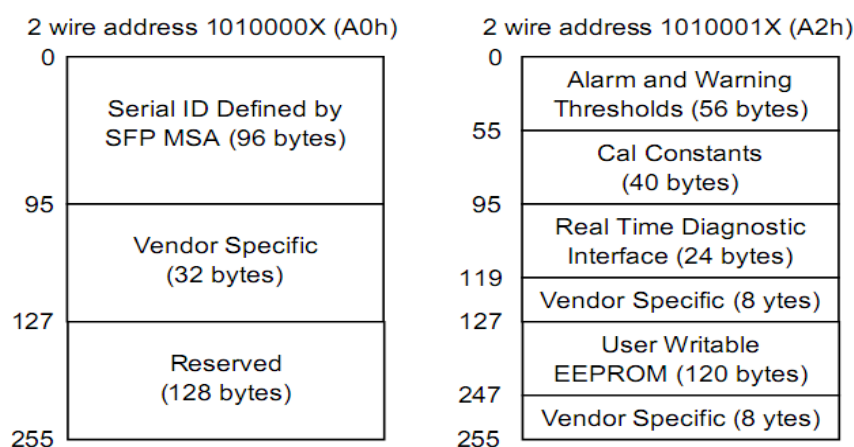 2 wire address 1010000X (A0h)
0
Serial ID Defined by
SFP MSA (96 bytes)
95
Vendor Specific
(32 bytes)
127
Reserved
(128 bytes)
255
2 wire address 1010001X (A2h)
0
Alarm and Warning
Thresholds (56 bytes)
55
Cal Constants
(40 bytes)
95
Real Time Diagnostic
Interface (24 bytes)
119
Vendor Specific (8 ytes)
127
User Writable
EEPROM (120 bytes)
247
Vendor Specific (8 ytes)
255